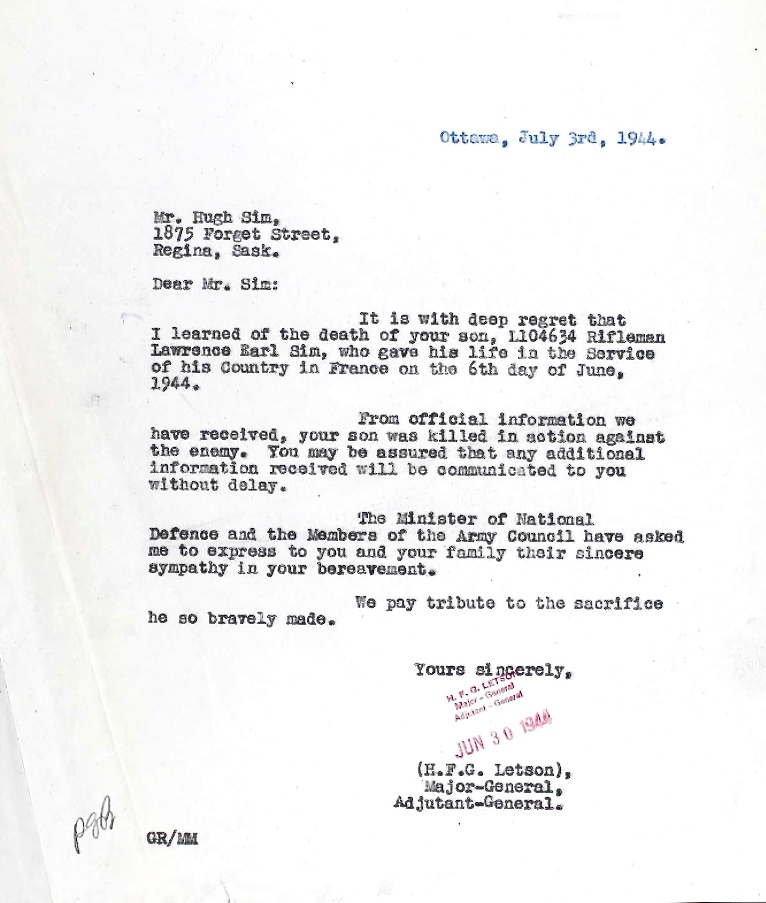 Ottawa, July 3rd, 1944.
Mr. Hugh Sim,
1875 Forget Street,
Regina, Sask.
Dear Mr. Sim:
It is with deep regret that
I learned of the death of your son, L104634 Rifleman
Lawrence Earl Sim, who gave his life in the Service
of his Country in France on the 6th day of June,
1944.
From official information we
have received, your son was killed in action against
the enemy. You may be assured that any additional
information received will be communicated to you
without delay.
The Minister of National
Defence and the Members of the Army Council have asked
me to express to you and your family their sincere
sympathy in your bereavement.
We pay tribute to the sacrifice
he so bravely made.
Yours sincerely,
H. F. G. LETSON
Major - General
Adjutant - General
JUN 30 1944
(H.F.G. Letson),
Major-General,
Adjutant-General.
GR/MM